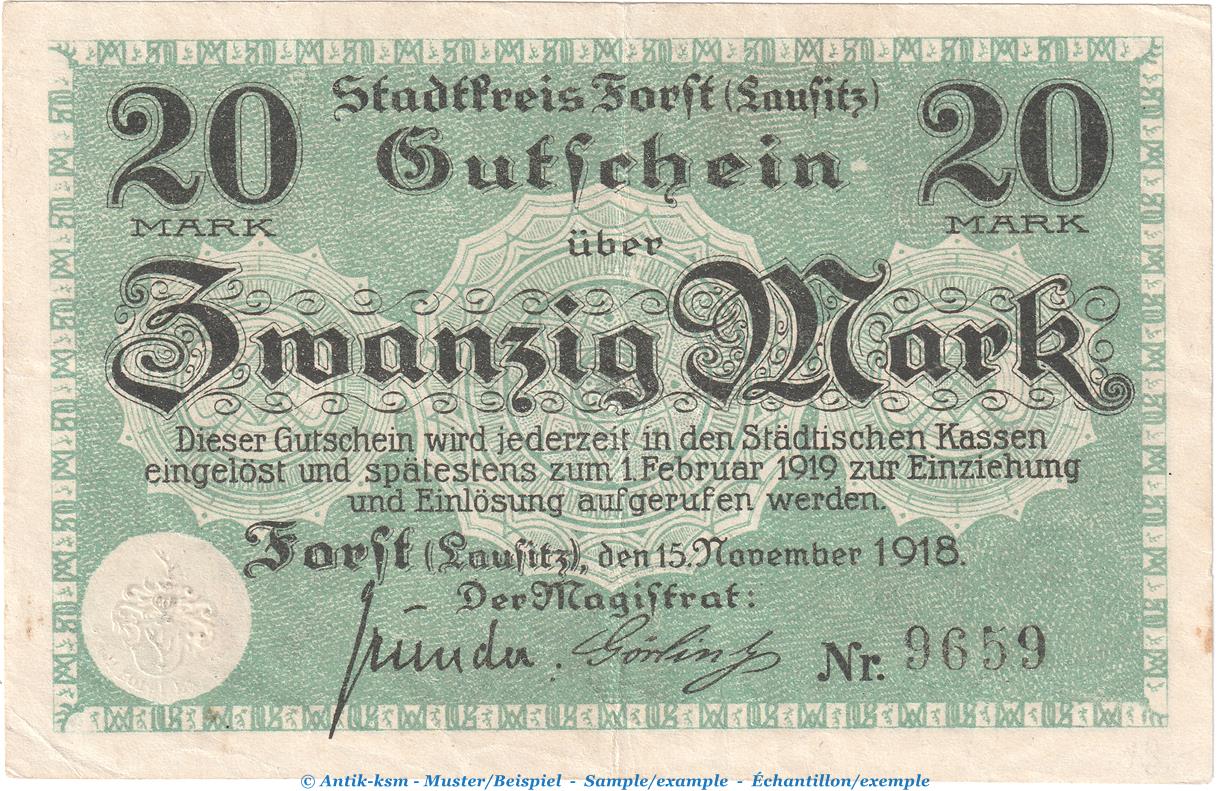 Stadtkreis Forst (Lausitz)
20 Gutschein 20
MARK MARK
über
Zwanzig Mark
Dieser Gutschein wird jederzeit in den Städtischen Kassen
eingelöst und spätestens zum 1. Februar 1919 zur Einziehung
und Einlösung aufgerufen werden.
Forst (Lausitz), den 15. November 1918.
Der Magistrat:
Nr. 9659
© Antik-ksm - Muster/Beispiel - Sample/example - Échantillon/exemple